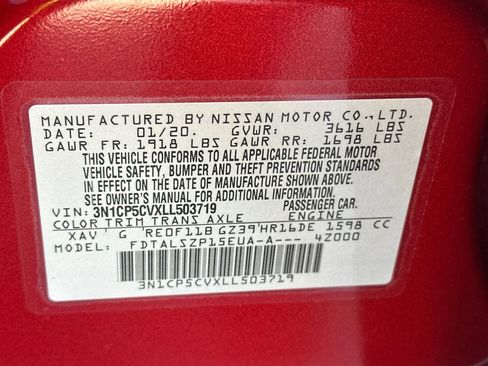 MANUFACTURED BY NISSAN MOTOR CO.,LTD.
DATE: 01/20. GVWR: 3616 LBS
GAWR FR: 1918 LBS GAWR RR: 1698 LBS
THIS VEHICLE CONFORMS TO ALL APPLICABLE FEDERAL MOTOR
VEHICLE SAFETY, BUMPER AND THEFT PREVENTION STANDARDS
IN EFFECT ON THE DATE OF MANUFACTURE SHOWN ABOVE.
SEE OWNER'S MANUAL FOR ADDITIONAL INFORMATION.
VIN: 3N1CP5CVXLL503719 PASSENGER CAR.
COLOR TRIM TRANS AXLE ENGINE
XAV G RE0F11B GZ39 HR16DE 1598 CC
MODEL FDTALSZP15EUA-A--- 4Z000
3N1CP5CVXLL503719